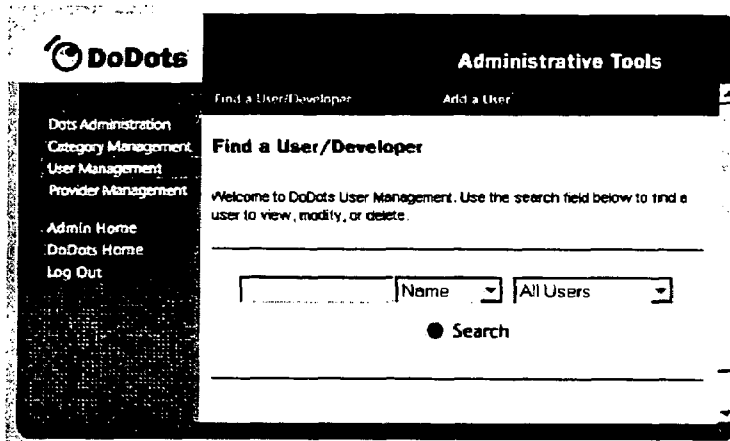 DoDots
Administrative Tools
Find a User/Developer
Add a User
Dots Administration
Category Management
User Management
Provider Management
Admin Home
DoDots Home
Log Out
Find a User/Developer
Welcome to DoDots User Management. Use the search field below to find a
user to view, modify, or delete.
Name
All Users
Search